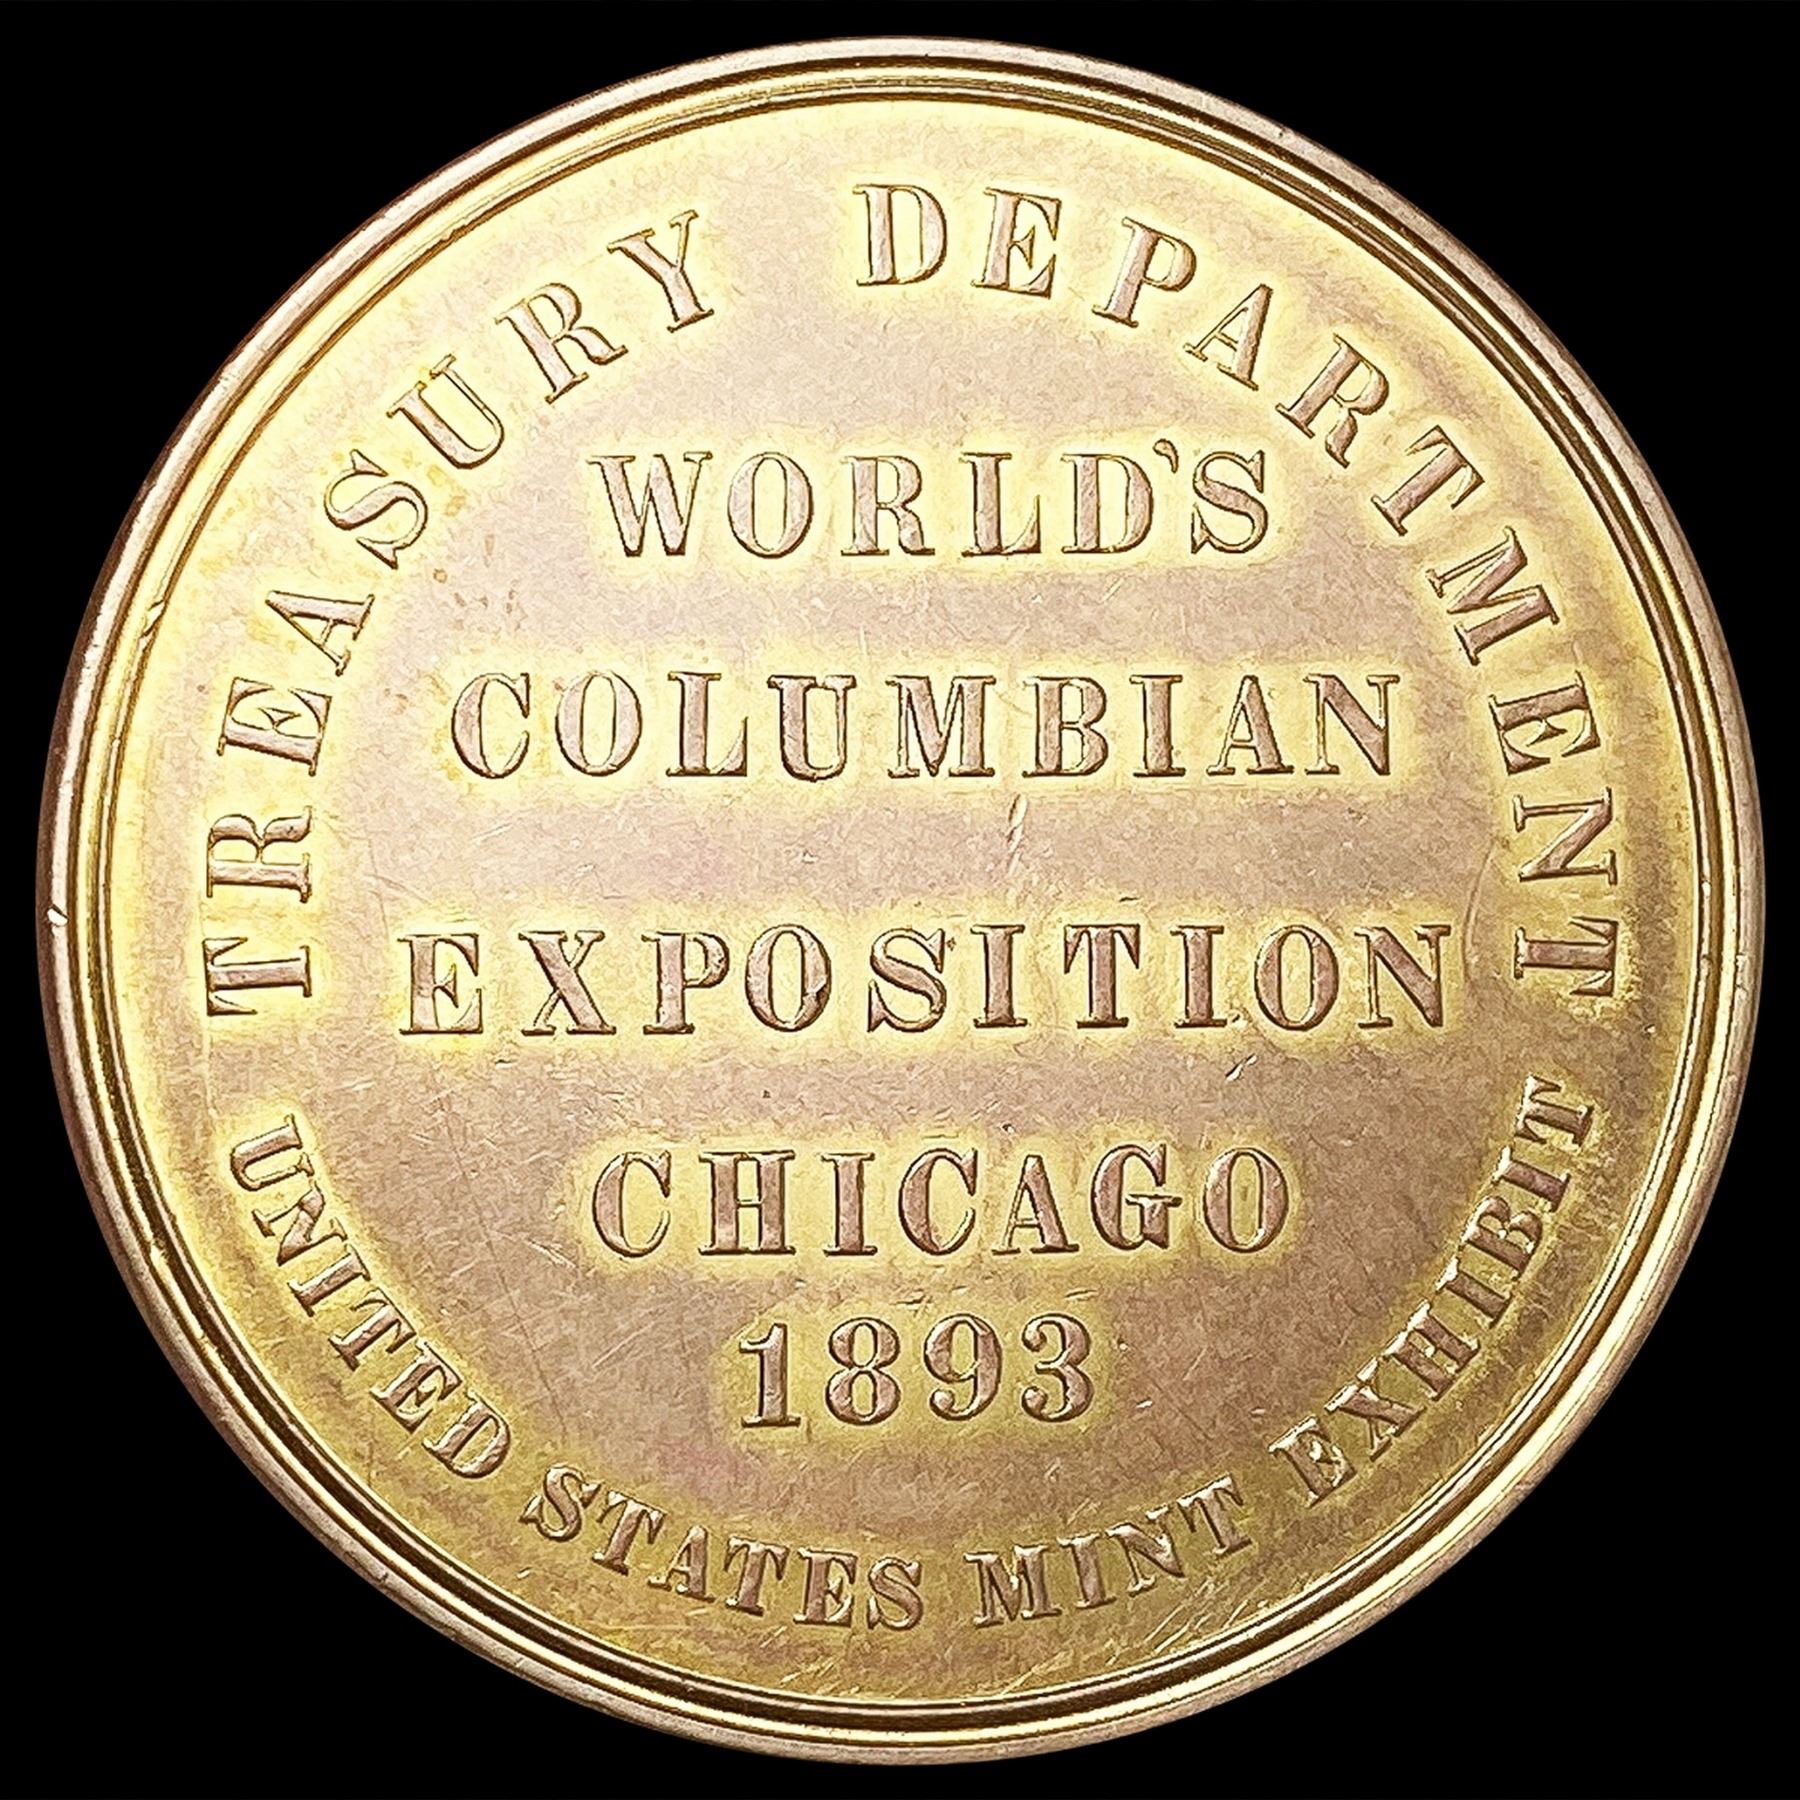 TREASURY DEPARTMENT
WORLD'S
COLUMBIAN
EXPOSITION
CHICAGO
1893
UNITED STATES MINT EXHIBIT